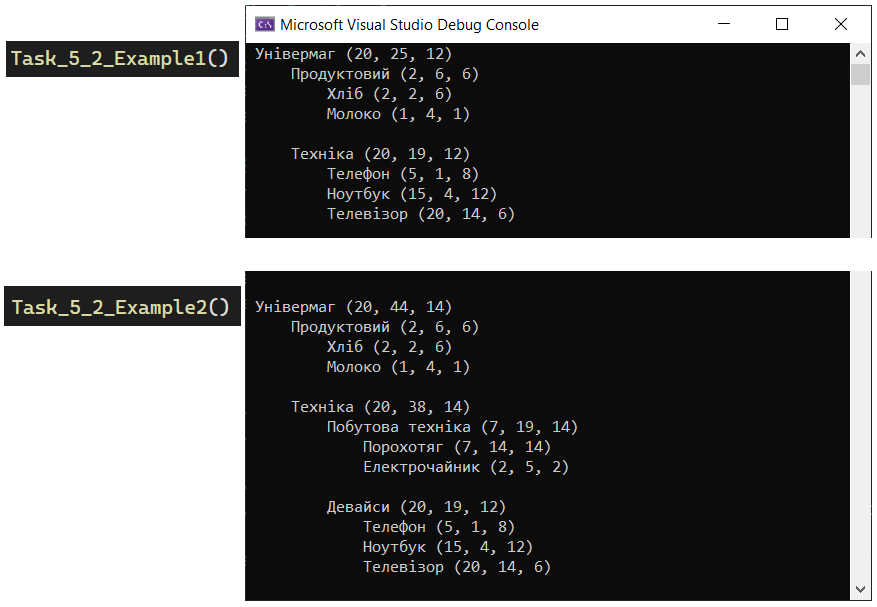 Microsoft Visual Studio Debug Console
Task_5_2_Example1()
Універмаг (20, 25, 12)
Продуктовий (2, 6, 6)
Хліб (2, 2, 6)
Молоко (1, 4, 1)
Техніка (20, 19, 12)
Телефон (5, 1, 8)
Ноутбук (15, 4, 12)
Телевізор (20, 14, 6)
Task_5_2_Example2()
Універмаг (20, 44, 14)
Продуктовий (2, 6, 6)
Хліб (2, 2, 6)
Молоко (1, 4, 1)
Техніка (20, 38, 14)
Побутова техніка (7, 19, 14)
Порохотяг (7, 14, 14)
Електрочайник (2, 5, 2)
Девайси (20, 19, 12)
Телефон (5, 1, 8)
Ноутбук (15, 4, 12)
Телевізор (20, 14, 6)